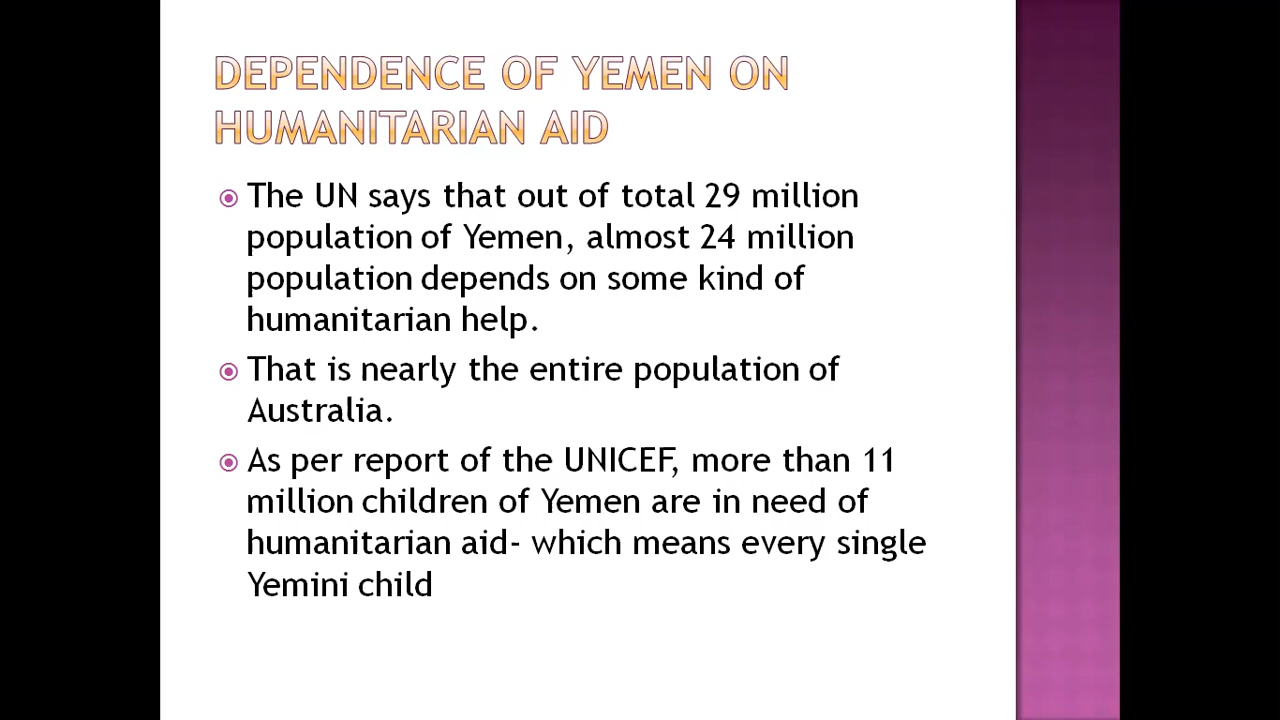 DEPENDENCE OF YEMEN ON
HUMANITARIAN AID
The UN says that out of total 29 million
population of Yemen, almost 24 million
population depends on some kind of
humanitarian help.
That is nearly the entire population of
Australia.
As per report of the UNICEF, more than 11
million children of Yemen are in need of
humanitarian aid- which means every single
Yemini child